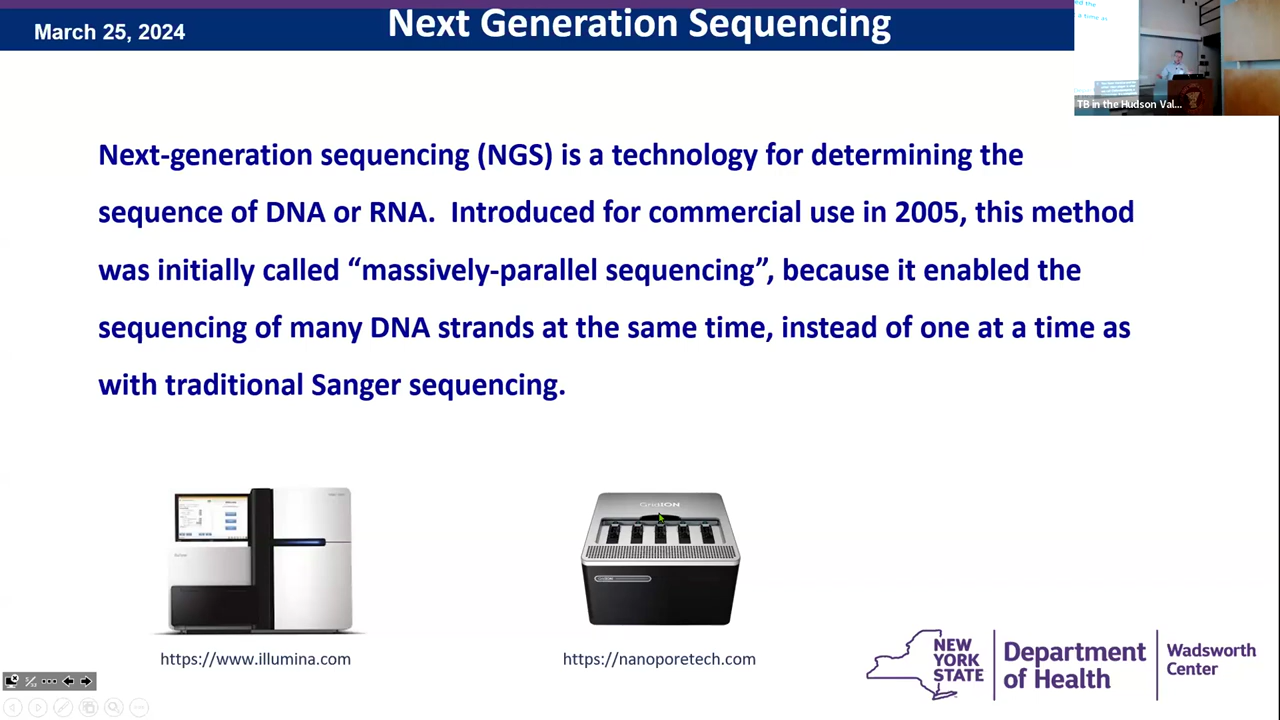 March 25, 2024
Next Generation Sequencing
TB in the Hudson Val...
Next-generation sequencing (NGS) is a technology for determining the
sequence of DNA or RNA. Introduced for commercial use in 2005, this method
was initially called “massively-parallel sequencing”, because it enabled the
sequencing of many DNA strands at the same time, instead of one at a time as
with traditional Sanger sequencing.
GridION
https://www.illumina.com
https://nanoporetech.com
NEW
YORK
STATE
Department
of Health
Wadsworth
Center